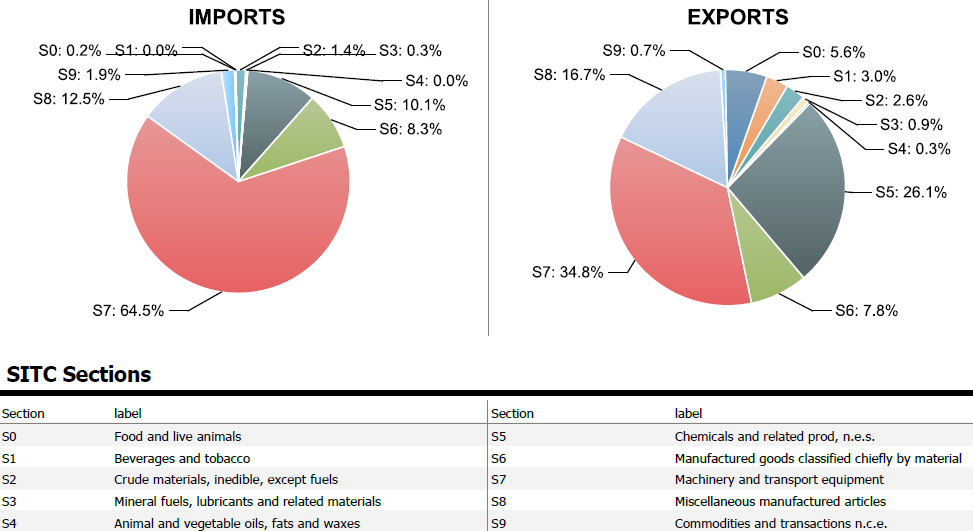 IMPORTS
S0: 0.2%
S1: 0.0%
S2: 1.4%
S3: 0.3%
S9: 1.9%
S4: 0.0%
S8: 12.5%
S5: 10.1%
S6: 8.3%
S7: 64.5%
EXPORTS
S9: 0.7%
S0: 5.6%
S8: 16.7%
S1: 3.0%
S2: 2.6%
S3: 0.9%
S4: 0.3%
S5: 26.1%
S7: 34.8%
S6: 7.8%
SITC Sections
Section label
S0 Food and live animals
S1 Beverages and tobacco
S2 Crude materials, inedible, except fuels
S3 Mineral fuels, lubricants and related materials
S4 Animal and vegetable oils, fats and waxes
Section label
S5 Chemicals and related prod, n.e.s.
S6 Manufactured goods classified chiefly by material
S7 Machinery and transport equipment
S8 Miscellaneous manufactured articles
S9 Commodities and transactions n.c.e.